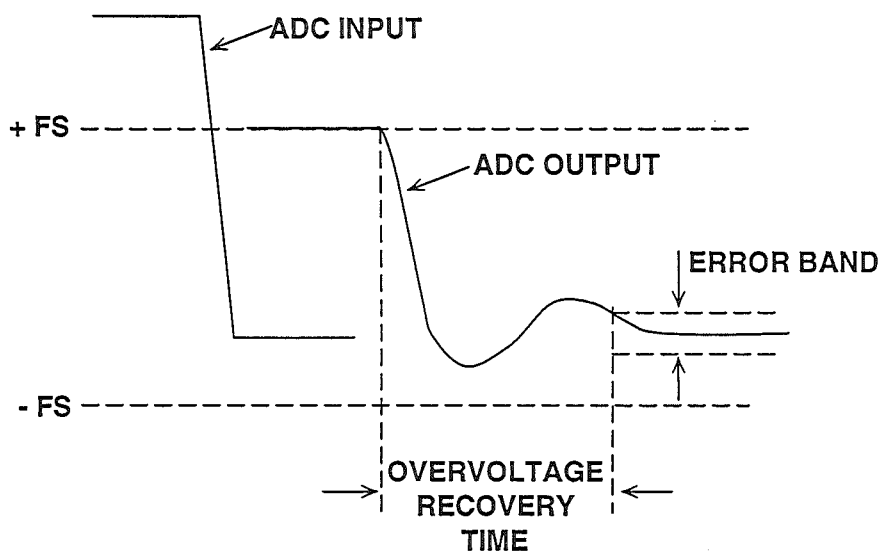 ADC INPUT
+ FS
ADC OUTPUT
ERROR BAND
- FS
OVERVOLTAGE
RECOVERY
TIME